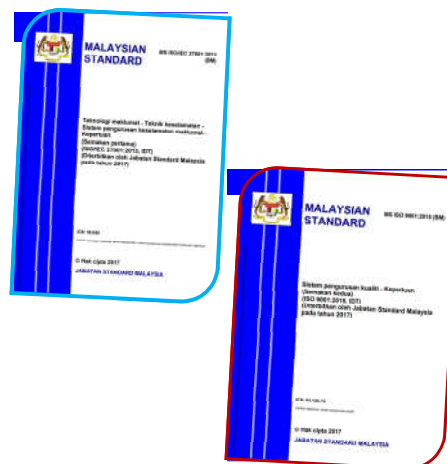 MALAYSIAN
STANDARD
MS ISO/IEC 27001:2013
(BM)
Teknologi maklumat - Teknik keselamatan -
Sistem pengurusan keselamatan maklumat -
Keperluan
(Semakan pertama)
(ISO/IEC 27001:2013, IDT)
(Diterbitkan oleh Jabatan Standard Malaysia
pada tahun 2017)
© Hak cipta 2017
JABATAN STANDARD MALAYSIA
MALAYSIAN
STANDARD
MS ISO 9001:2015 (BM)
Sistem pengurusan kualiti - Keperluan
(Semakan kedua)
(ISO 9001:2015, IDT)
(Diterbitkan oleh Jabatan Standard Malaysia
pada tahun 2017)
© Hak cipta 2017
JABATAN STANDARD MALAYSIA